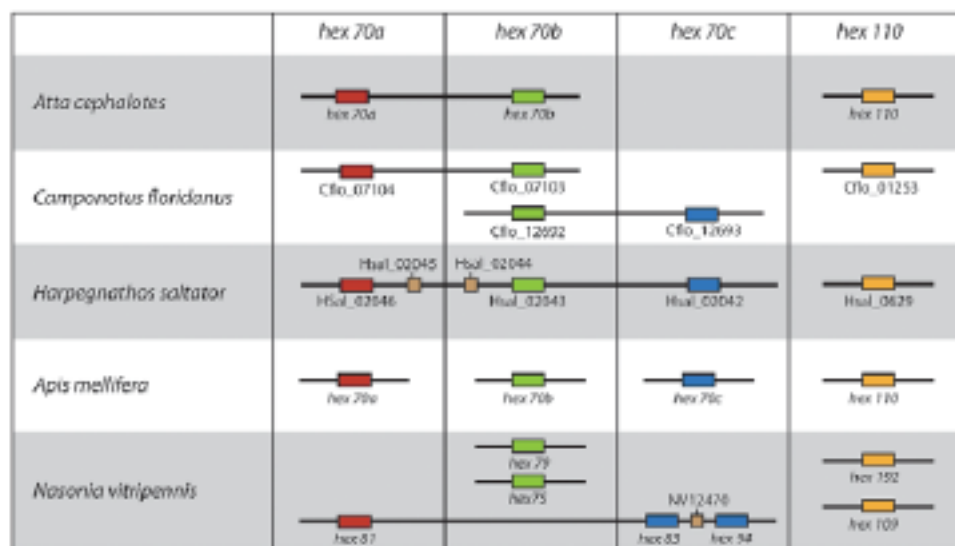 hex 70a hex 70b hex 70c hex 110
Atta cephalotes
hex 70a hex 70b hex 110
Camponotus floridanus
Cflo_07104 Cflo_07103 Cflo_01253
Cflo_12692 Cflo_12693
Harpegnathos saltator
Hsal_02045 Hsal_02044
HSal_02046 Hsal_02043 Hsal_02042 Hsal_0629
Apis mellifera
hex 70a hex 70b hex 70c hex 110
Nasonia vitripennis
hex 79
hex 102
hex75
NV12470
hex 109
hex 81 hex 83 hex 94